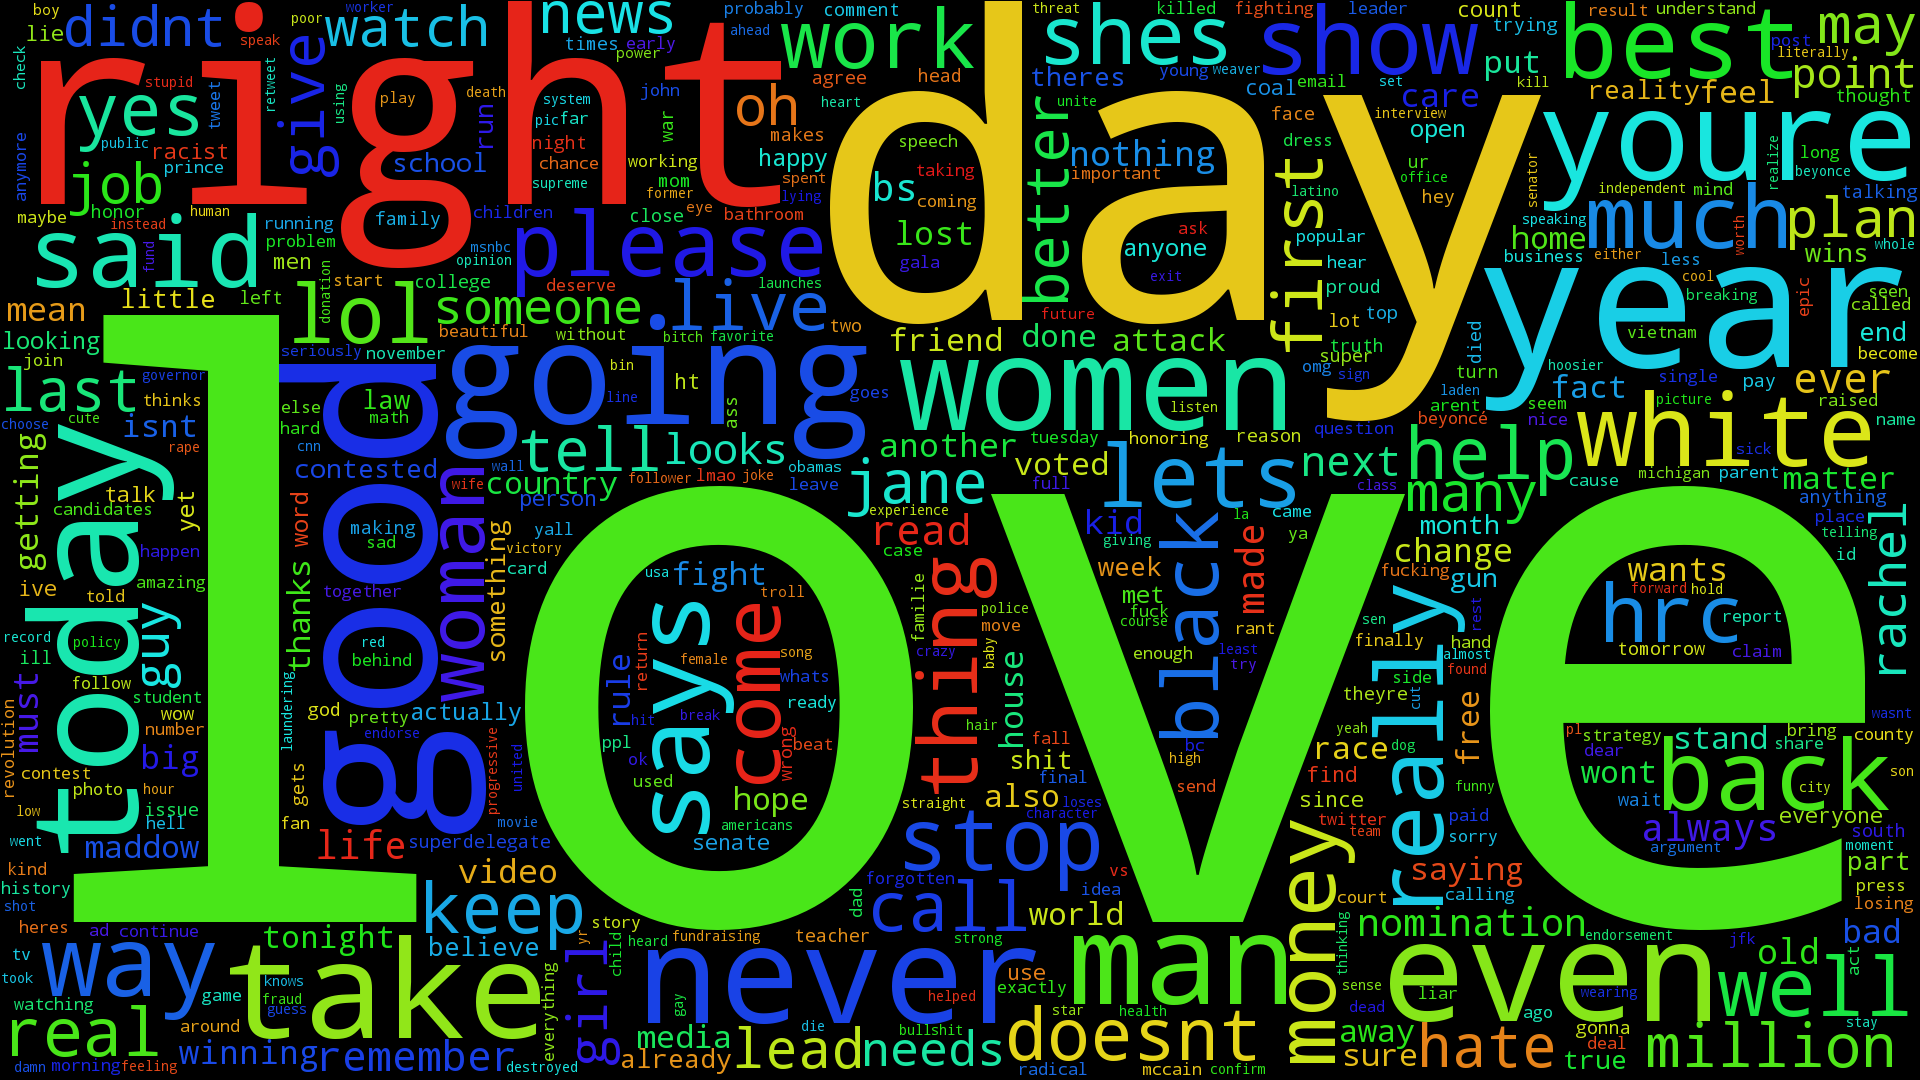 love
day
right
year
good
today
going
youre
women
never
take
man
even
way
well
really
back
white
much
best
show
work
shes
said
yes
please
live
lol
someone
woman
says
come
thing
black
lets
help
many
hrc
stop
call
keep
real
girl
lead
needs
doesnt
money
hate
million
didnt
watch
news
give
job
oh
bs
lost
better
nothing
first
plan
point
may
put
care
reality
feel
home
wins
friend
done
attack
last
isnt
law
tell
looks
country
jane
another
voted
next
read
kid
made
week
met
month
change
gun
wants
rachel
matter
fact
ever
end
guy
thanks
word
something
getting
must
big
maddow
life
actually
video
tonight
believe
remember
winning
media
already
hope
senate
fight
rule
house
also
shit
world
race
free
find
since
saying
nomination
away
sure
true
old
bad
part
always
everyone
stand
wont
tomorrow
boy
lie
poor
worker
speak
check
stupid
tweet
retweet
using
public
racist
prince
anymore
maybe
honor
human
instead
running
problem
men
fund
little
left
donation
start
college
msnbc
opinion
family
children
school
run
play
death
system
pic
far
night
chance
supreme
times
early
power
john
war
working
mom
former
eye
close
bathroom
deserve
launches
beautiful
without
bitch
favorite
two
probably
ahead
comment
agree
makes
happy
heart
head
spent
lying
speech
taking
coming
gala
threat
killed
fighting
leader
theres
young
weaver
unite
important
anyone
ask
exit
future
coal
email
set
face
interview
dress
latino
ur
office
hey
open
popular
hear
proud
lot
top
truth
super
omg
sign
count
trying
kill
result
understand
post
literally
thought
senator
independent
mind
realize
long
beyonce
talking
speaking
business
either
less
worth
whole
cool
breaking
epic
seen
called
vietnam
become
died
turn
hoosier
laden
arent
seem
nice
single
pay
picture
raised
name
beyoncé
question
michigan
sick
parent
cause
class
anything
place
telling
id
mean
looking
join
governor
thinks
choose
cute
rape
seriously
november
else
hard
math
cnn
contested
line
bin
ht
ass
goes
wall
wife
follower
lmao
joke
obamas
leave
person
listen
tuesday
honoring
reason
full
experience
talk
candidates
yet
happen
ive
amazing
told
making
sad
together
yall
victory
card
usa
troll
case
familie
police
move
crazy
baby
giving
la
came
ya
enough
fuck
course
rant
least
try
fucking
sen
rest
finally
hand
almost
forward
hold
report
claim
found
side
theyre
cut
yeah
dog
record
ill
policy
follow
student
wow
number
revolution
contest
photo
hour
issue
low
hell
went
kind
history
shot
heres
laundering
god
pretty
endorse
gets
fan
red
behind
progressive
united
movie
superdelegate
ppl
ok
used
hit
return
female
break
song
whats
ready
wrong
beat
americans
hair
straight
fall
final
loses
character
bc
high
send
twitter
team
funny
paid
sorry
wait
pl
strategy
dear
share
bring
county
wasnt
city
son
south
argument
moment
press
losing
calling
court
idea
vs
forgotten
dad
strong
story
yr
child
heard
fundraising
teacher
everything
gay
ad
continue
tv
took
watching
game
knows
fraud
guess
around
damn
morning
feeling
destroyed
die
bullshit
helped
use
exactly
star
health
radical
mccain
confirm
thinking
sense
dead
liar
endorsement
wearing
ago
gonna
deal
jfk
act
stay